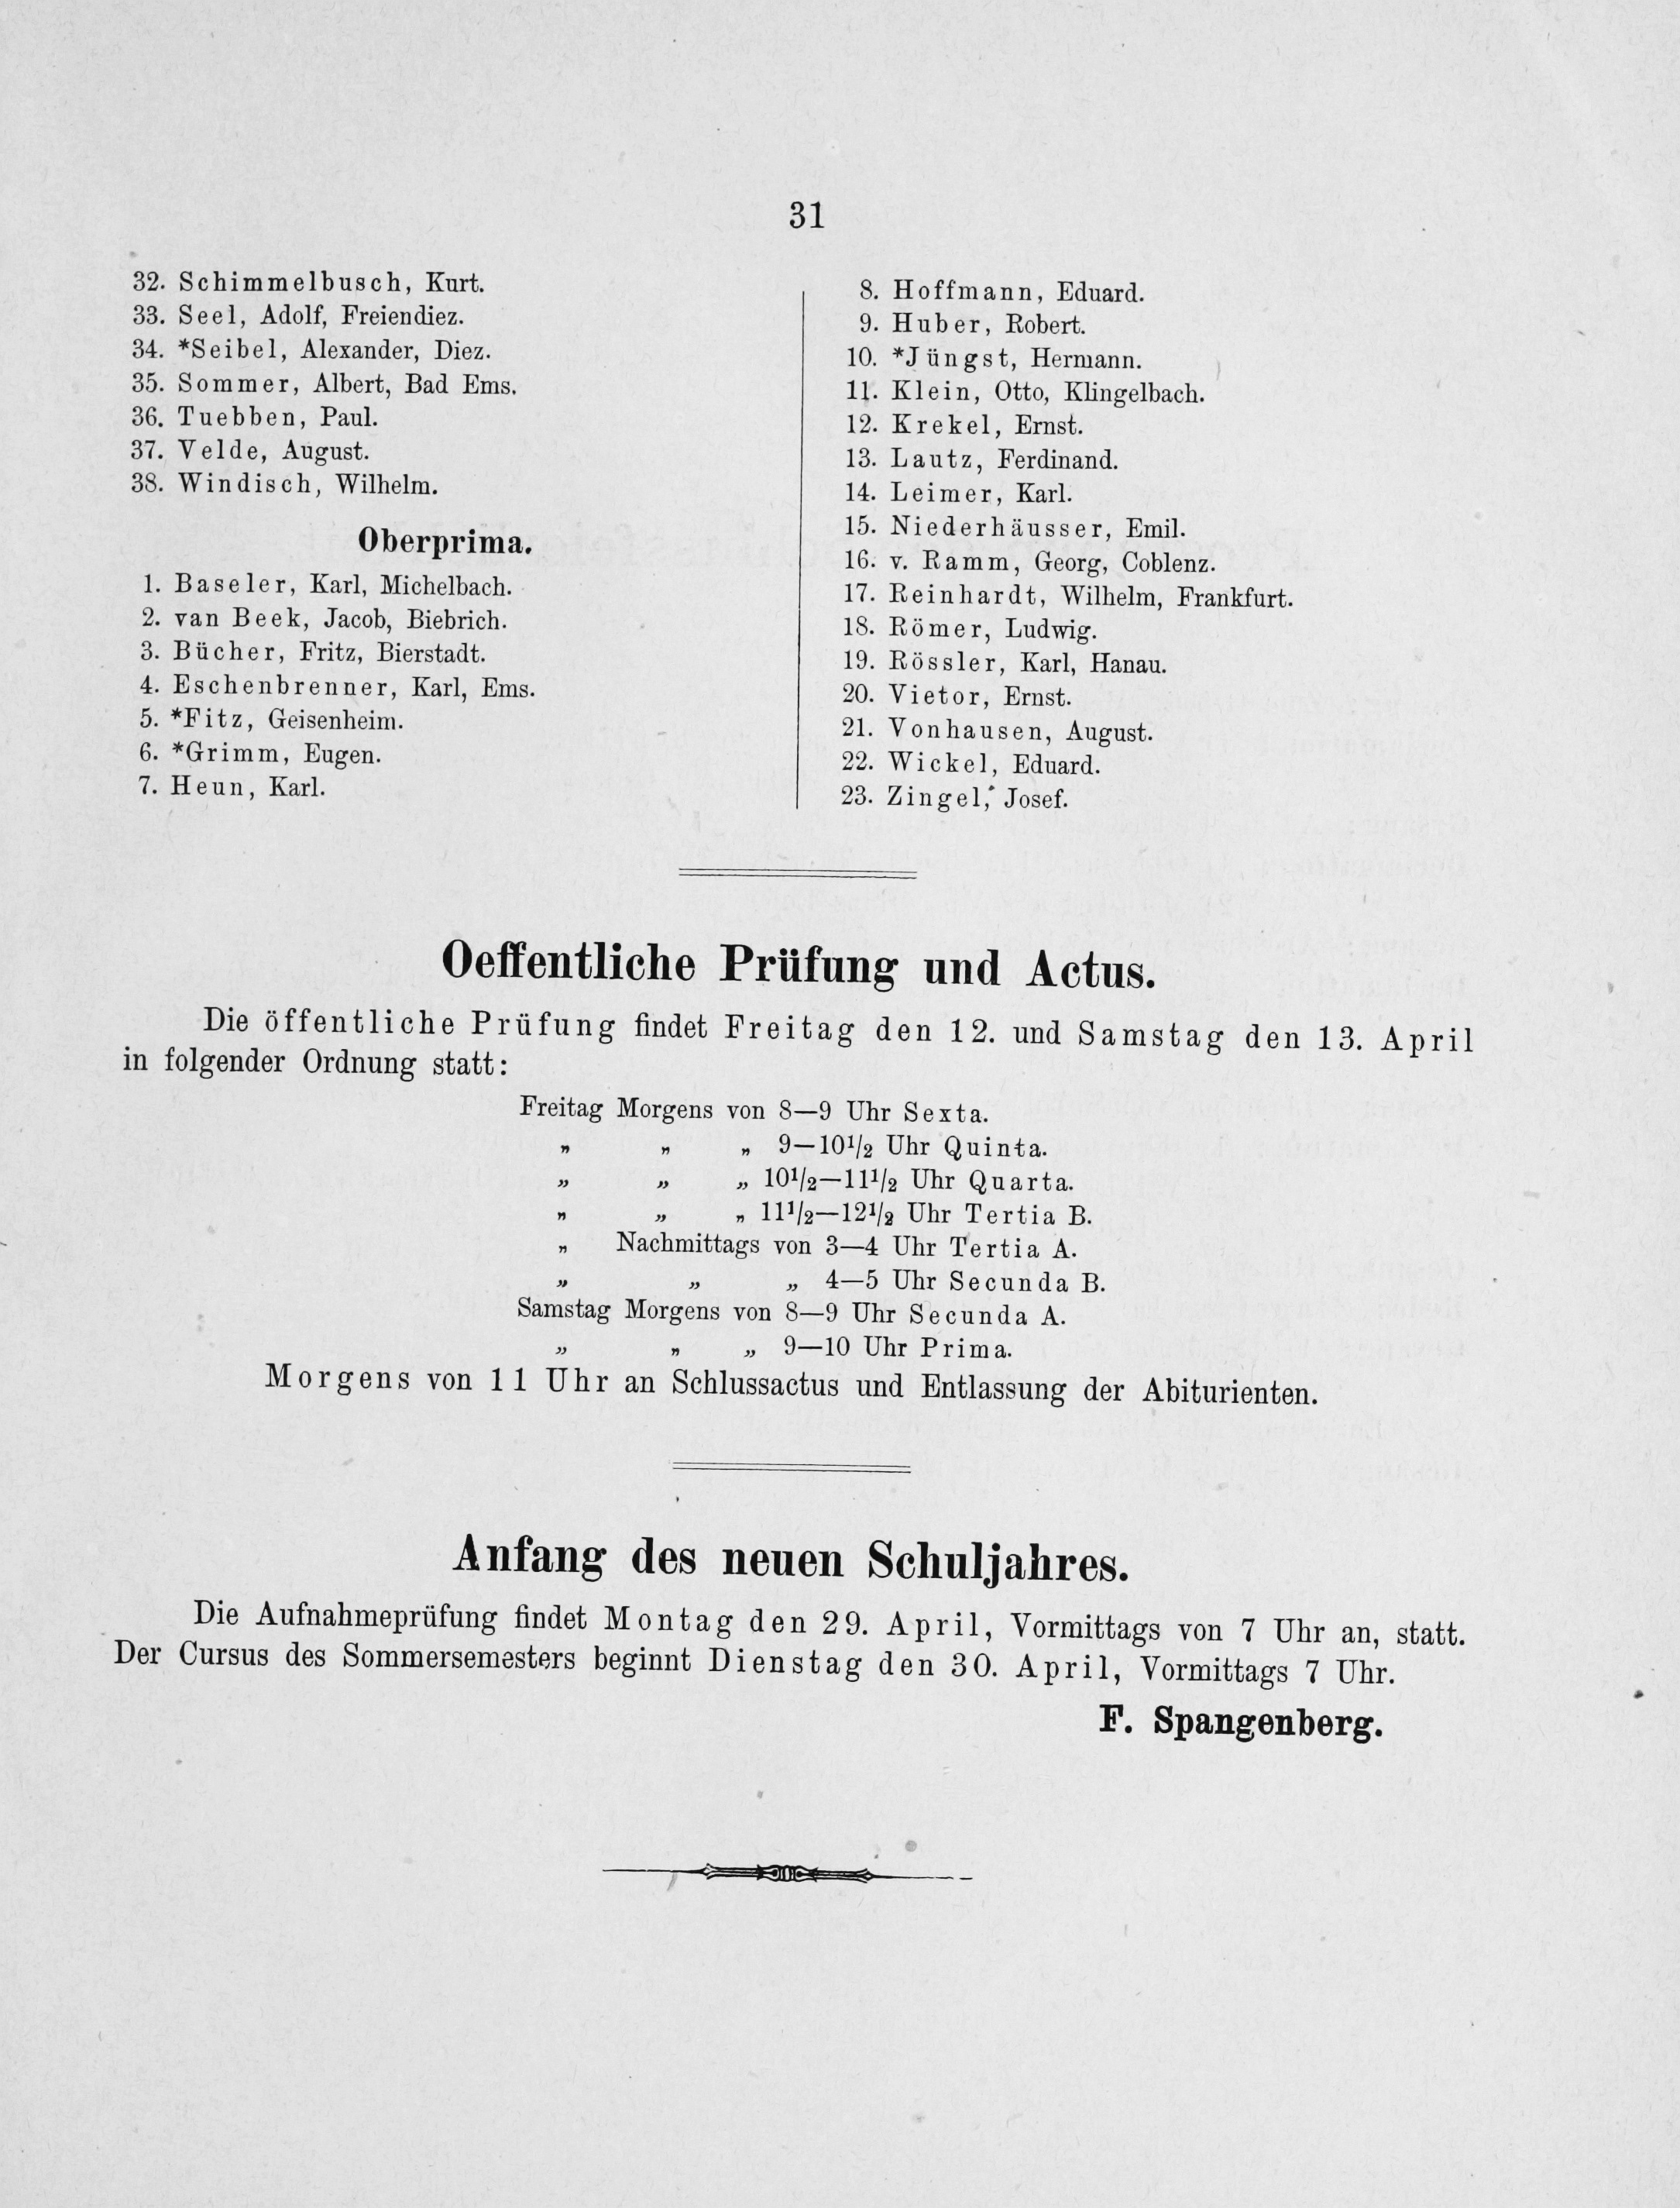 31
32. Schimmelbusch, Kurt.
33. Seel, Adolf, Freiendiez.
34. *Seibel, Alexander, Diez.
35. Sommer, Albert, Bad Ems.
36. Tuebben, Paul.
37. Velde, August.
38. Windisch, Wilhelm.
Oberprima.
1. Baseler, Karl, Michelbach.
2. van Beek, Jacob, Biebrich.
3. Bücher, Fritz, Bierstadt.
4. Eschenbrenner, Karl, Ems.
5. *Fitz, Geisenheim.
6. *Grimm, Eugen.
7. Heun, Karl.
8. Hoffmann, Eduard.
9. Huber, Robert.
10. *Jüngst, Hermann.
11. Klein, Otto, Klingelbach.
12. Krekel, Ernst.
13. Lautz, Ferdinand.
14. Leimer, Karl.
15. Niederhäusser, Emil.
16. v. Ramm, Georg, Coblenz.
17. Reinhardt, Wilhelm, Frankfurt.
18. Römer, Ludwig.
19. Rössler, Karl, Hanau.
20. Vietor, Ernst.
21. Vonhausen, August.
22. Wickel, Eduard.
23. Zingel, Josef.
Oeffentliche Prüfung und Actus.
Die öffentliche Prüfung findet Freitag den 12. und Samstag den 13. April
in folgender Ordnung statt:
Freitag Morgens von 8—9 Uhr Sexta.
„ „ „ 9—10½ Uhr Quinta.
„ „ „ 10½—11½ Uhr Quarta.
„ „ „ 11½—12½ Uhr Tertia B.
„ Nachmittags von 3—4 Uhr Tertia A.
„ „ „ 4—5 Uhr Secunda B.
Samstag Morgens von 8—9 Uhr Secunda A.
„ „ „ 9—10 Uhr Prima.
Morgens von 11 Uhr an Schlussactus und Entlassung der Abiturienten.
Anfang des neuen Schuljahres.
Die Aufnahmeprüfung findet Montag den 29. April, Vormittags von 7 Uhr an, statt.
Der Cursus des Sommersemesters beginnt Dienstag den 30. April, Vormittags 7 Uhr.
F. Spangenberg.